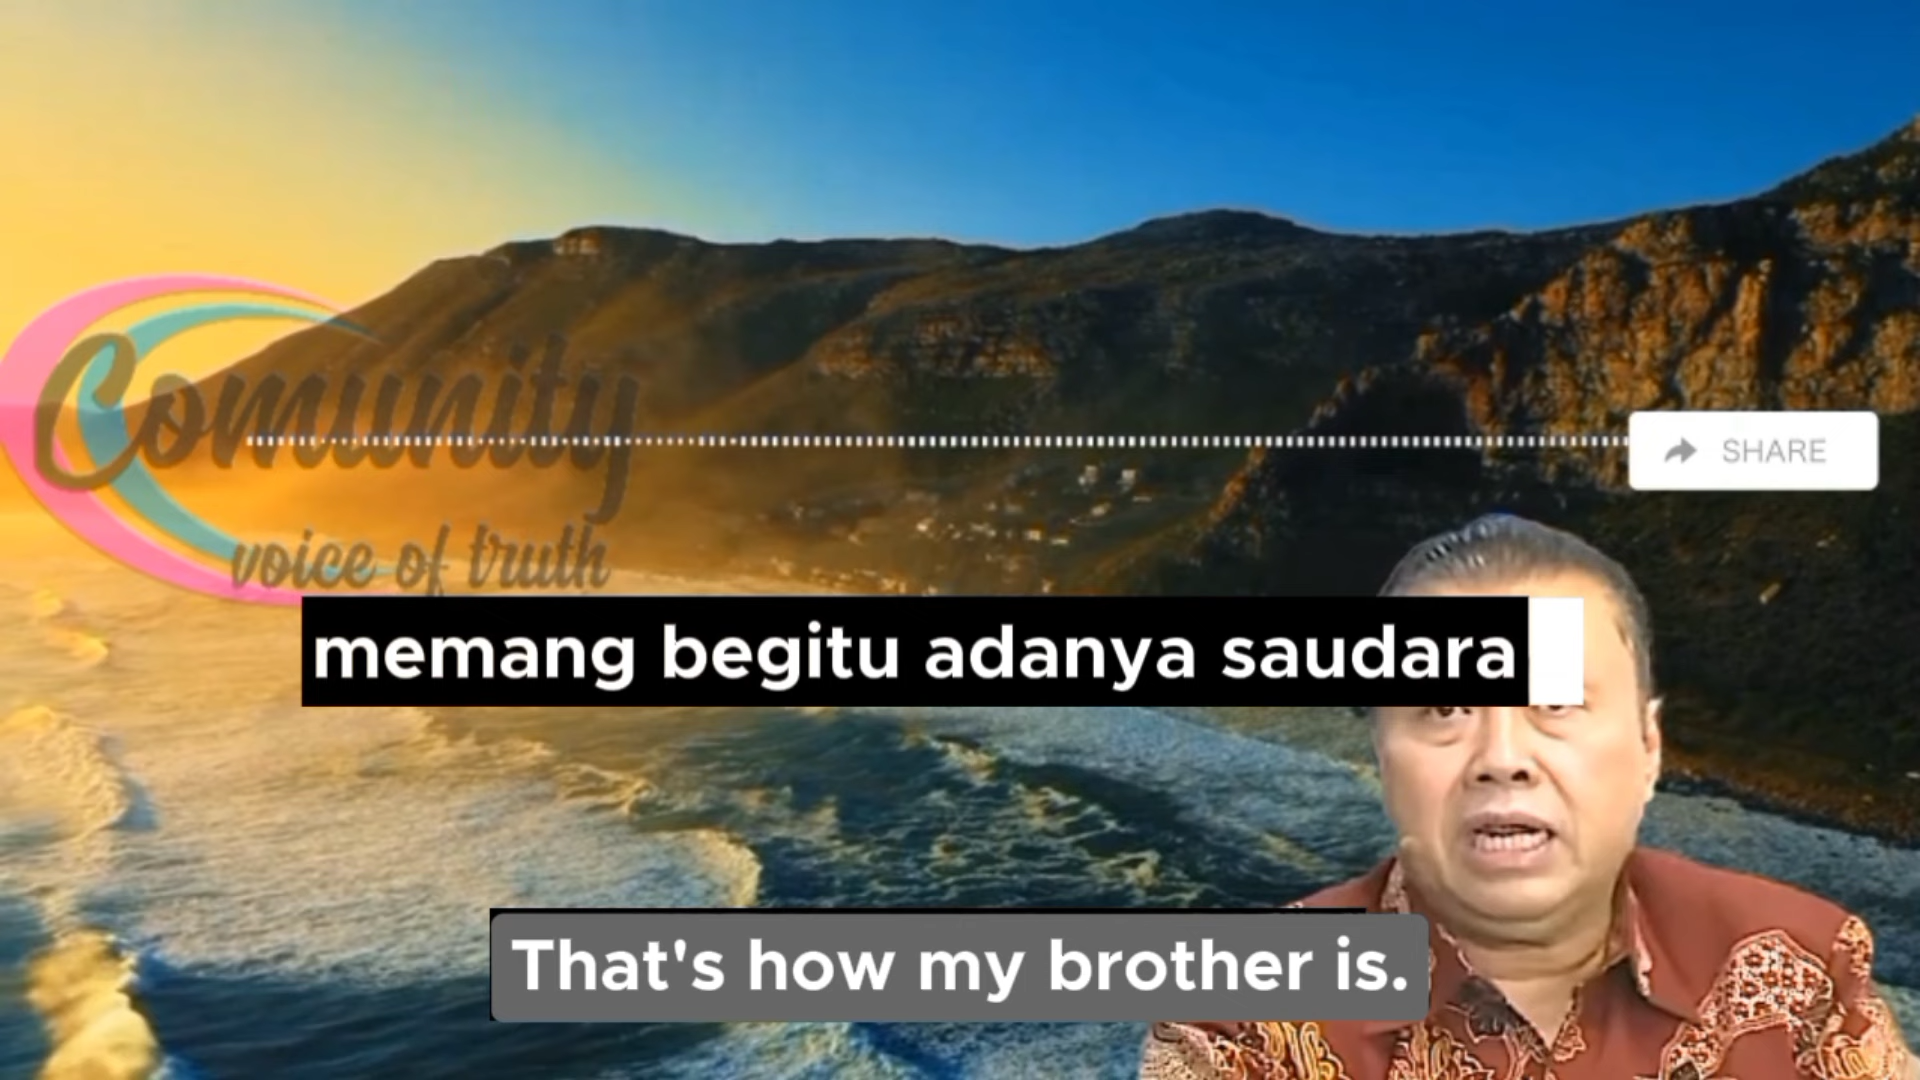 Comunity
SHARE
voice of truth
memang begitu adanya saudara
That's how my brother is.